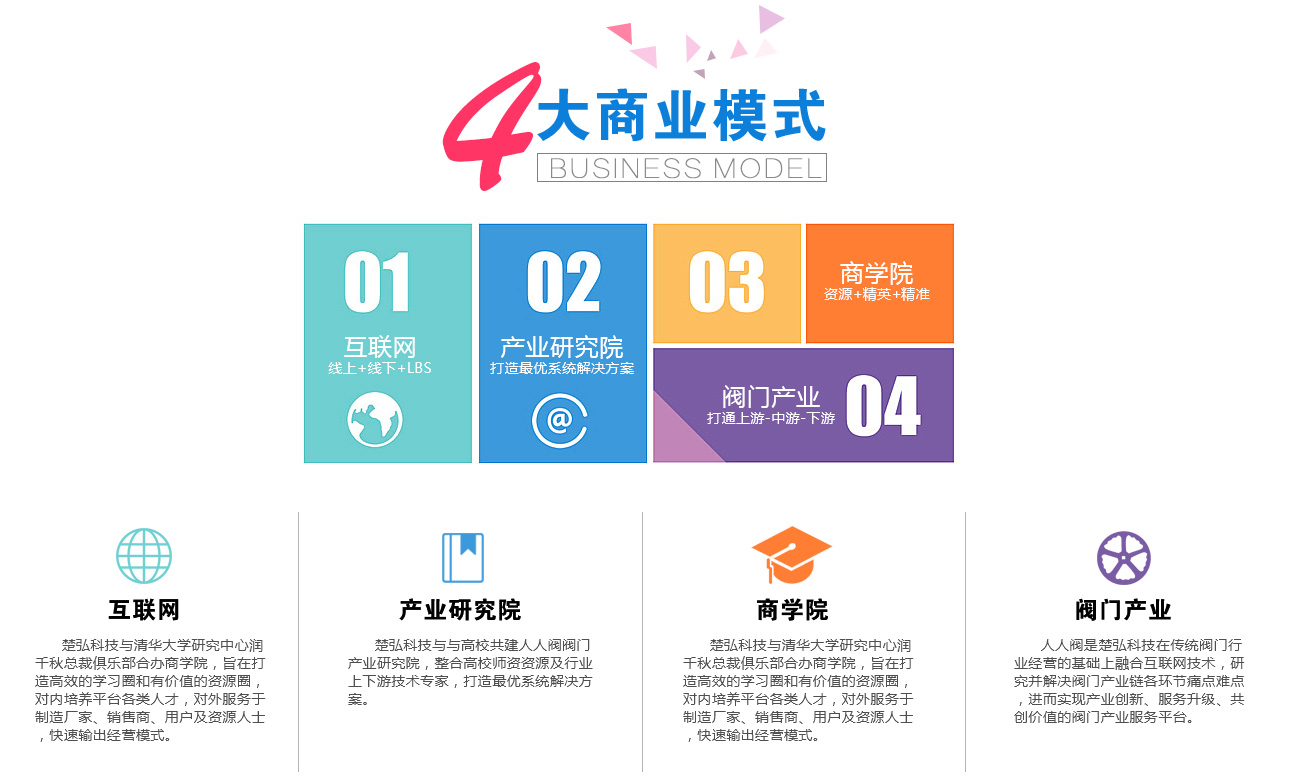 4大商业模式
BUSINESS MODEL
01
互联网
线上+线下+LBS
02
产业研究院
打造最优系统解决方案
@
03
商学院
资源+精英+精准
阀门产业
打通上游-中游-下游
04
互联网
楚弘科技与清华大学研究中心润
千秋总裁俱乐部合办商学院，旨在打
造高效的学习圈和有价值的资源圈，
对内培养平台各类人才，对外服务于
制造厂家、销售商、用户及资源人士
，快速输出经营模式。
产业研究院
楚弘科技与与高校共建人人阀阀门
产业研究院，整合高校师资资源及行业
上下游技术专家，打造最优系统解决方
案。
商学院
楚弘科技与清华大学研究中心润
千秋总裁俱乐部合办商学院，旨在打
造高效的学习圈和有价值的资源圈，
对内培养平台各类人才，对外服务于
制造厂家、销售商、用户及资源人士
，快速输出经营模式。
阀门产业
人人阀是楚弘科技在传统阀门行
业经营的基础上融合互联网技术，研
究并解决阀门产业链各环节痛点难点
，进而实现产业创新、服务升级、共
创价值的阀门产业服务平台。